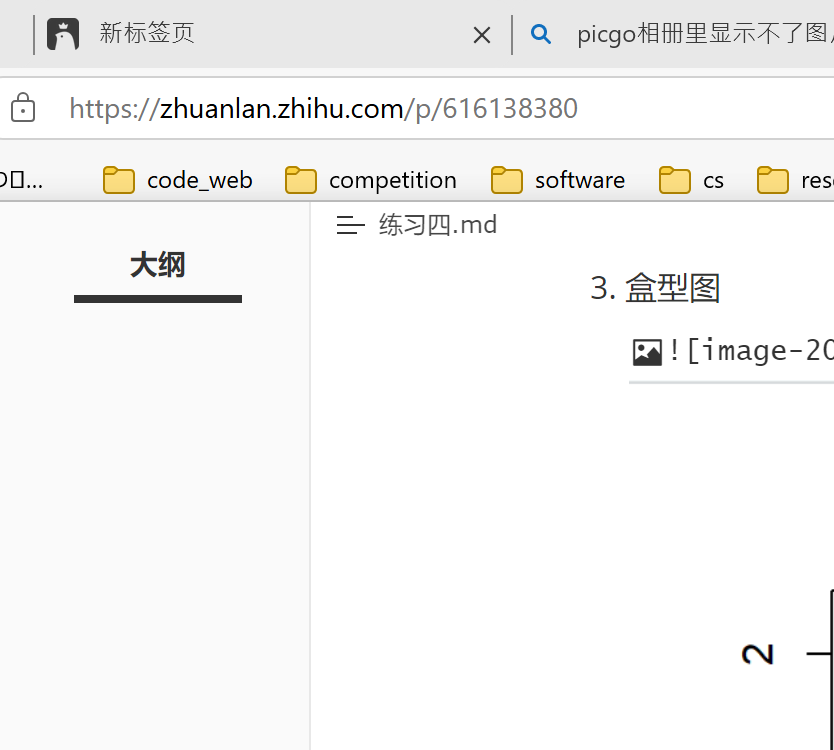 新标签页
picgo相册里显示不了图
https://zhuanlan.zhihu.com/p/616138380
code_web
competition
software
cs
res
练习四.md
大纲
3. 盒型图
![image-20
2